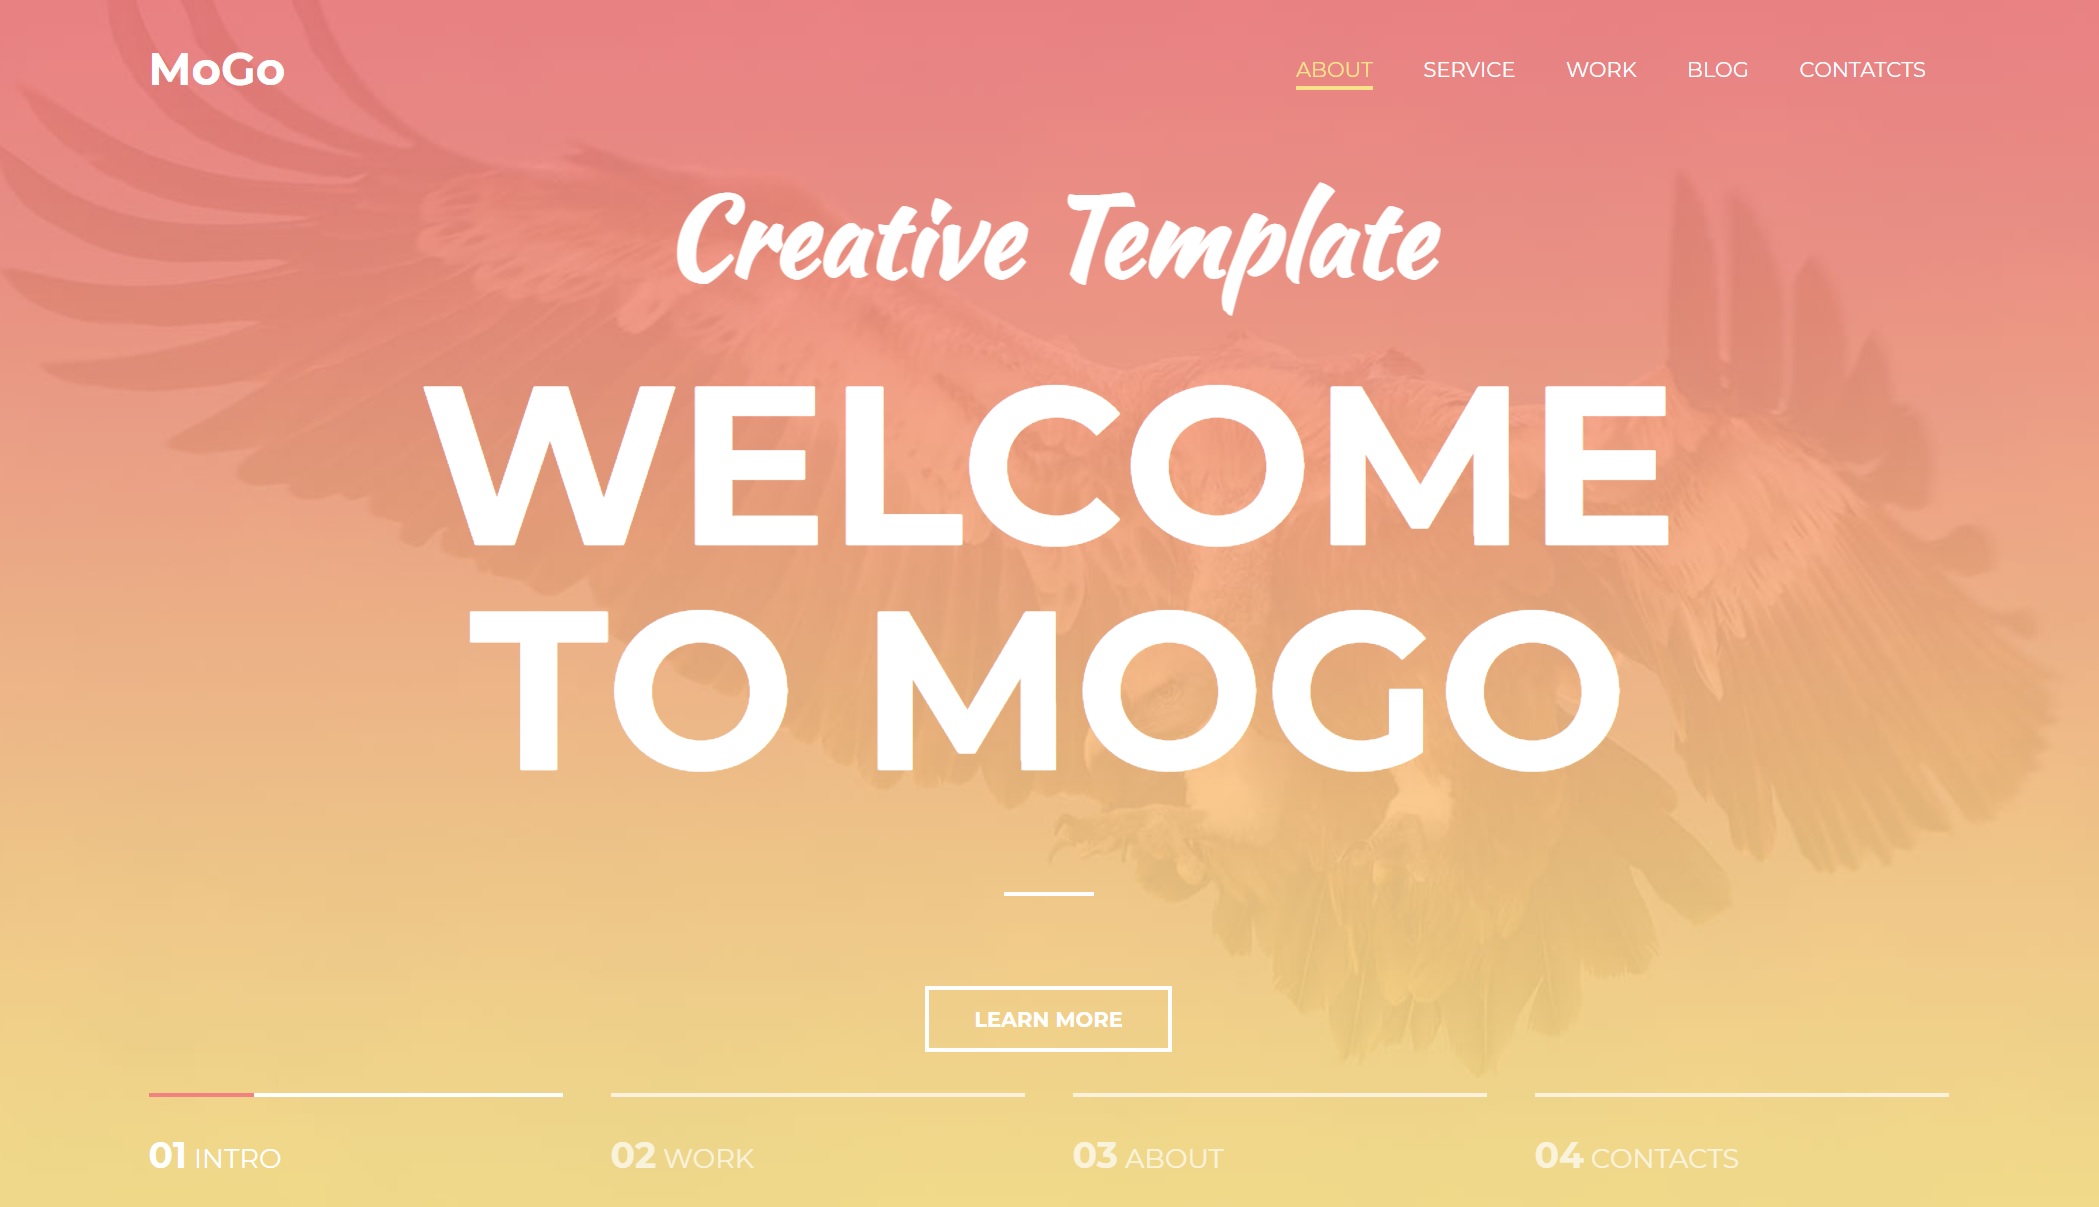 MoGo
ABOUT SERVICE WORK BLOG CONTATCTS
Creative Template
WELCOME
TO MOGO
LEARN MORE
01 INTRO
02 WORK
03 ABOUT
04 CONTACTS